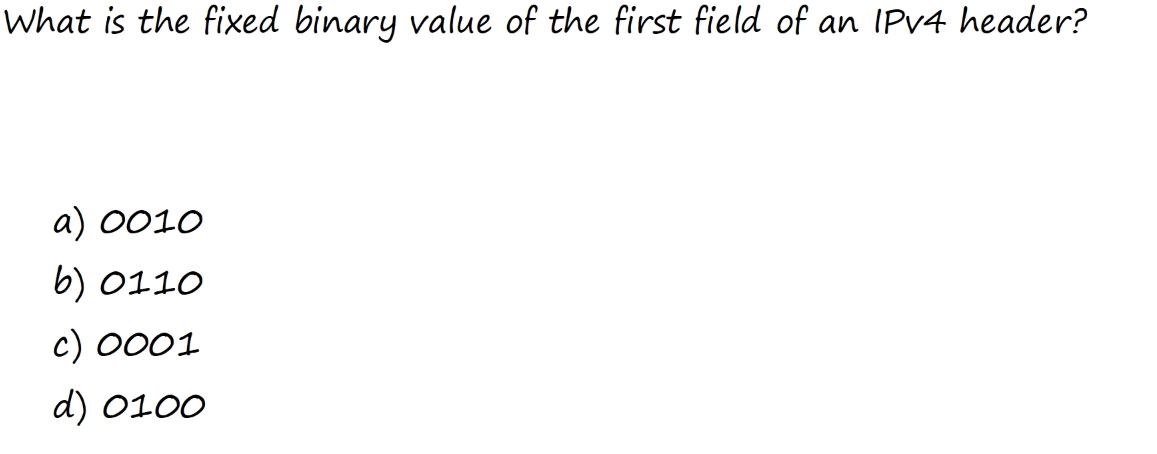 What is the fixed binary value of the first field of an IPv4 header?
a) 0010
b) 0110
c) 0001
d) 0100